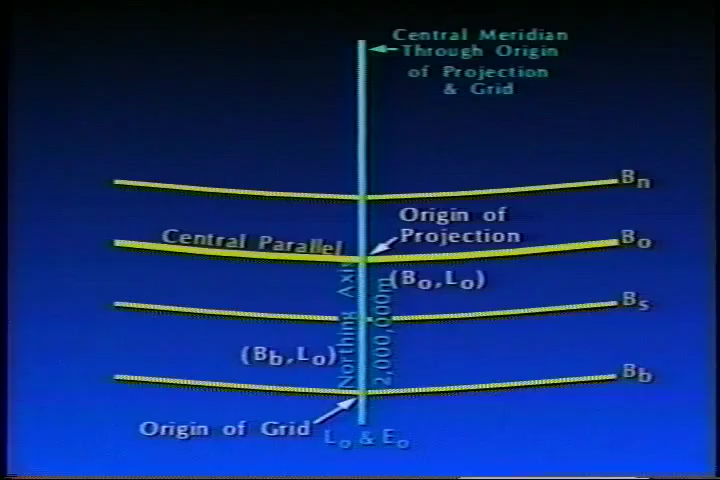 Central Meridian
Through Origin
of Projection
& Grid
Bn
Origin of
Projection
Central Parallel
Bo
(Bo,Lo)
Bs
Northing Axis
2,000,000m
(Bb,Lo)
Bb
Origin of Grid
Lo & Eo